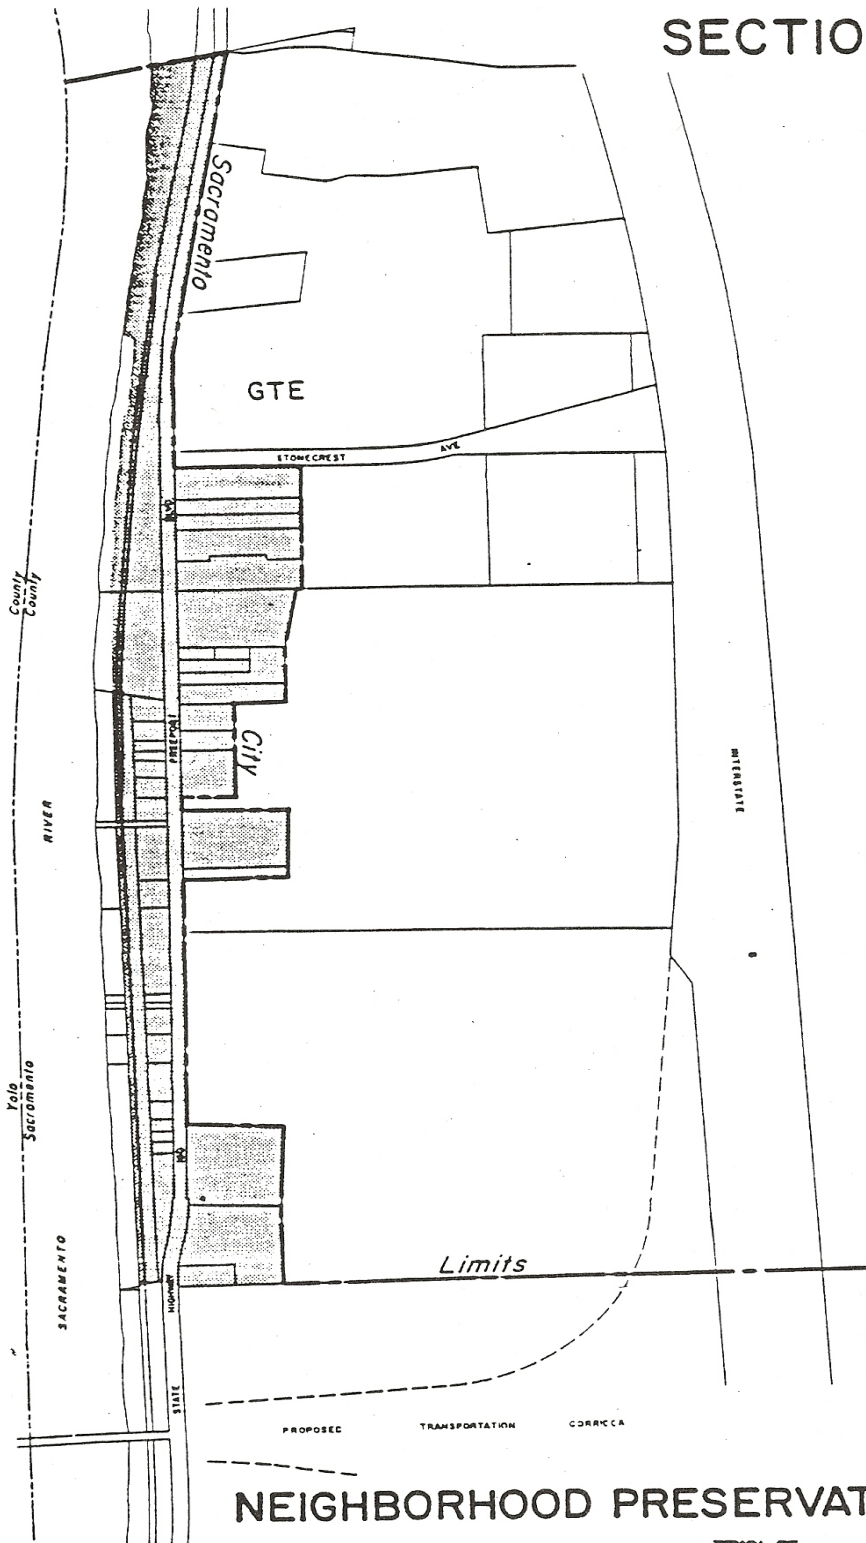 SECTIO
Sacramento
GTE
STONECREST AVE
BLVD
County
County
FREEPORT
City
INTERSTATE
RIVER
Yolo
Sacramento
SACRAMENTO
Limits
HIGHWAY
STATE
PROPOSED TRANSPORTATION
NEIGHBORHOOD PRESERVAT